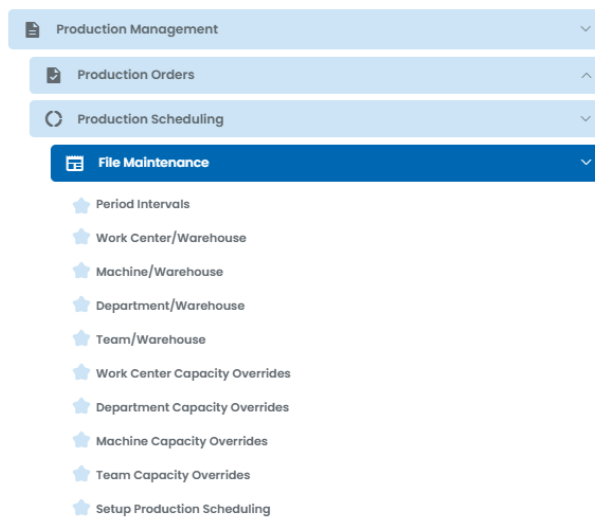 Production Management
Production Orders
Production Scheduling
File Maintenance
Period Intervals
Work Center/Warehouse
Machine/Warehouse
Department/Warehouse
Team/Warehouse
Work Center Capacity Overrides
Department Capacity Overrides
Machine Capacity Overrides
Team Capacity Overrides
Setup Production Scheduling